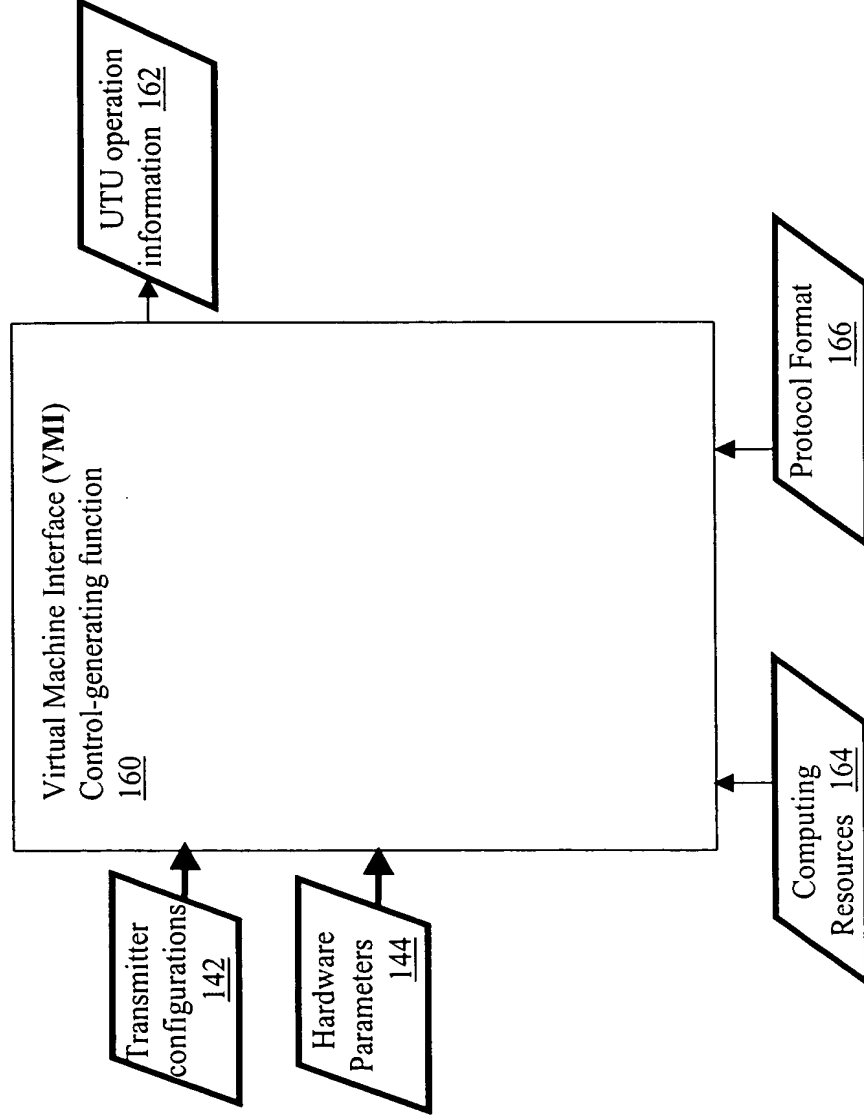 Virtual Machine Interface (VMI)
Control-generating function
160
Transmitter
configurations
142
Hardware
Parameters
144
UTU operation
information 162
Computing
Resources 164
Protocol Format
166